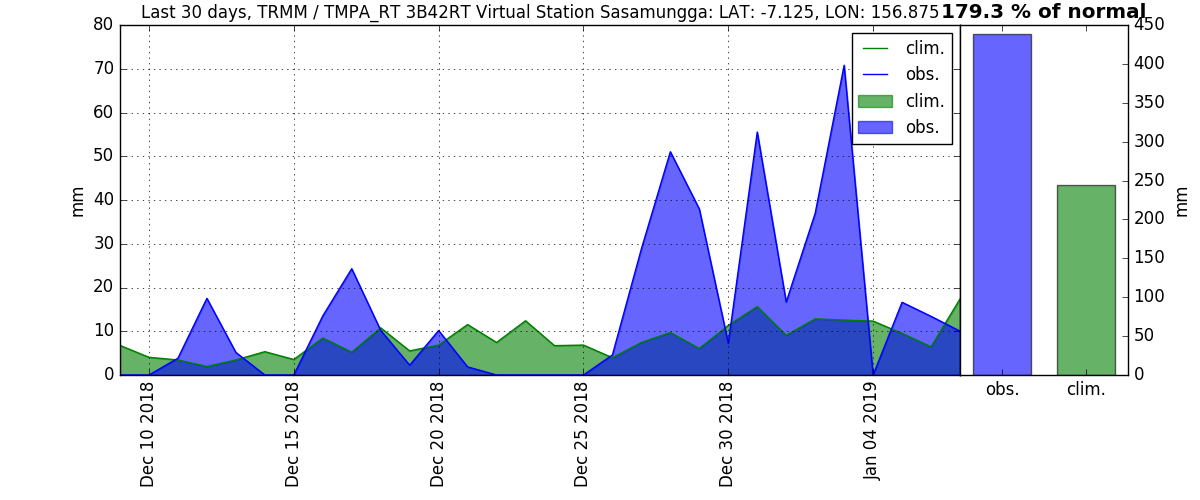 Last 30 days, TRMM / TMPA_RT 3B42RT Virtual Station Sasamungga: LAT: -7.125, LON: 156.875
179.3 % of normal
80
70
60
50
40
30
20
10
0
mm
clim.
obs.
clim.
obs.
Dec 10 2018
Dec 15 2018
Dec 20 2018
Dec 25 2018
Dec 30 2018
Jan 04 2019
450
400
350
300
250
200
150
100
50
0
mm
obs.
clim.